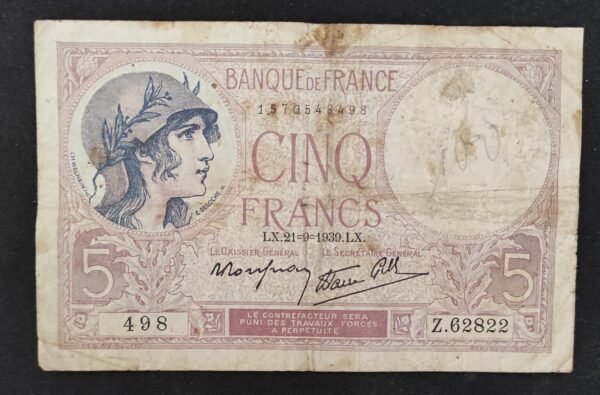 BANQUE DE FRANCE
1570549498
CINQ
FRANCS
LX.21=9=1939.LX.
LE CAISSIER GÉNÉRAL LE SECRÉTAIRE GÉNÉRAL
5 5
498
LE CONTREFACTEUR SERA
PUNI DES TRAVAUX FORCÉS
À PERPÉTUITÉ
Z.62822